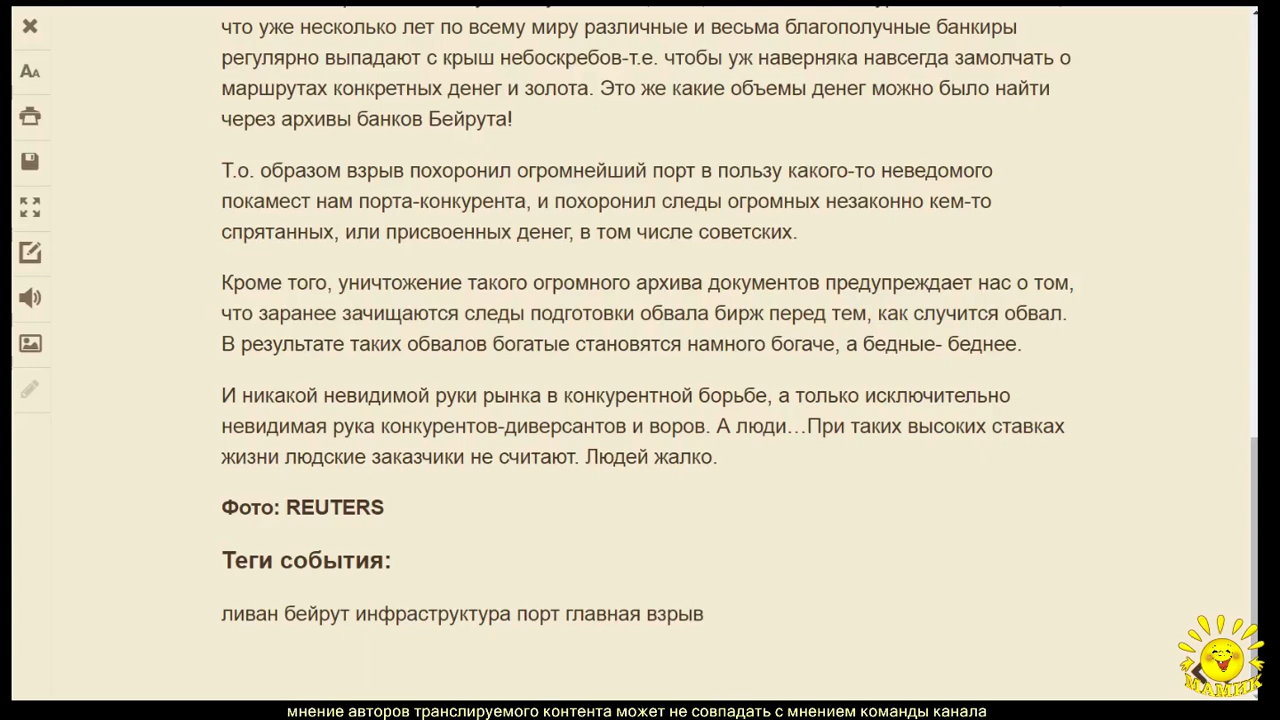 что уже несколько лет по всему миру различные и весьма благополучные банкиры
регулярно выпадают с крыш небоскребов-т.е. чтобы уж наверняка навсегда замолчать о
маршрутах конкретных денег и золота. Это же какие объемы денег можно было найти
через архивы банков Бейрута!
Т.о. образом взрыв похоронил огромнейший порт в пользу какого-то неведомого
покамест нам порта-конкурента, и похоронил следы огромных незаконно кем-то
спрятанных, или присвоенных денег, в том числе советских.
Кроме того, уничтожение такого огромного архива документов предупреждает нас о том,
что заранее зачищаются следы подготовки обвала бирж перед тем, как случится обвал.
В результате таких обвалов богатые становятся намного богаче, а бедные- беднее.
И никакой невидимой руки рынка в конкурентной борьбе, а только исключительно
невидимая рука конкурентов-диверсантов и воров. А люди…При таких высоких ставках
жизни людские заказчики не считают. Людей жалко.
Фото: REUTERS
Теги события:
ливан бейрут инфраструктура порт главная взрыв
МАМИК
мнение авторов транслируемого контента может не совпадать с мнением команды канала